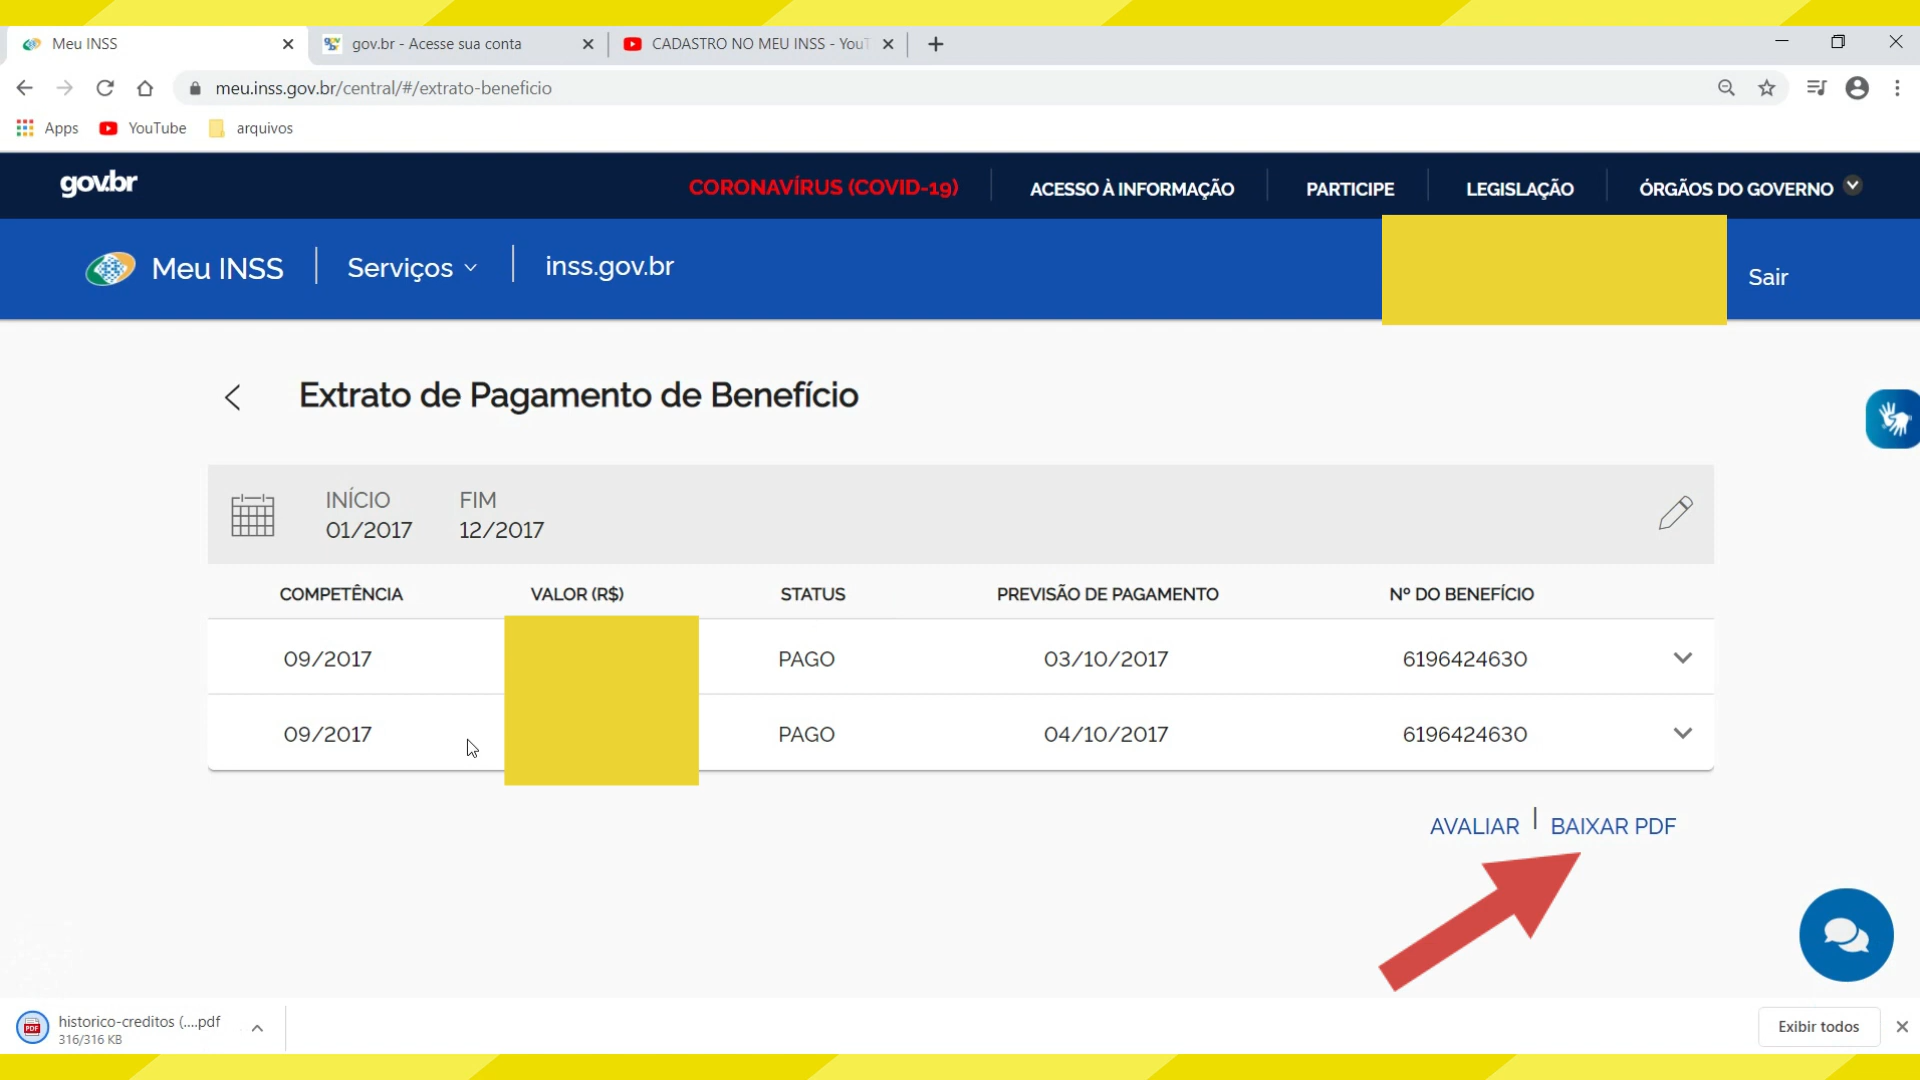 Meu INSS
gov.br - Acesse sua conta
CADASTRO NO MEU INSS - YouT
meu.inss.gov.br/central/#/extrato-beneficio
Apps
YouTube
arquivos
gov.br
CORONAVÍRUS (COVID-19)
ACESSO À INFORMAÇÃO
PARTICIPE
LEGISLAÇÃO
ÓRGÃOS DO GOVERNO
Meu INSS
Serviços
inss.gov.br
Sair
Extrato de Pagamento de Benefício
INÍCIO FIM
01/2017 12/2017
COMPETÊNCIA VALOR (R$) STATUS PREVISÃO DE PAGAMENTO Nº DO BENEFÍCIO
09/2017 PAGO 03/10/2017 6196424630
09/2017 PAGO 04/10/2017 6196424630
AVALIAR | BAIXAR PDF
PDF
historico-creditos (....pdf
316/316 KB
Exibir todos